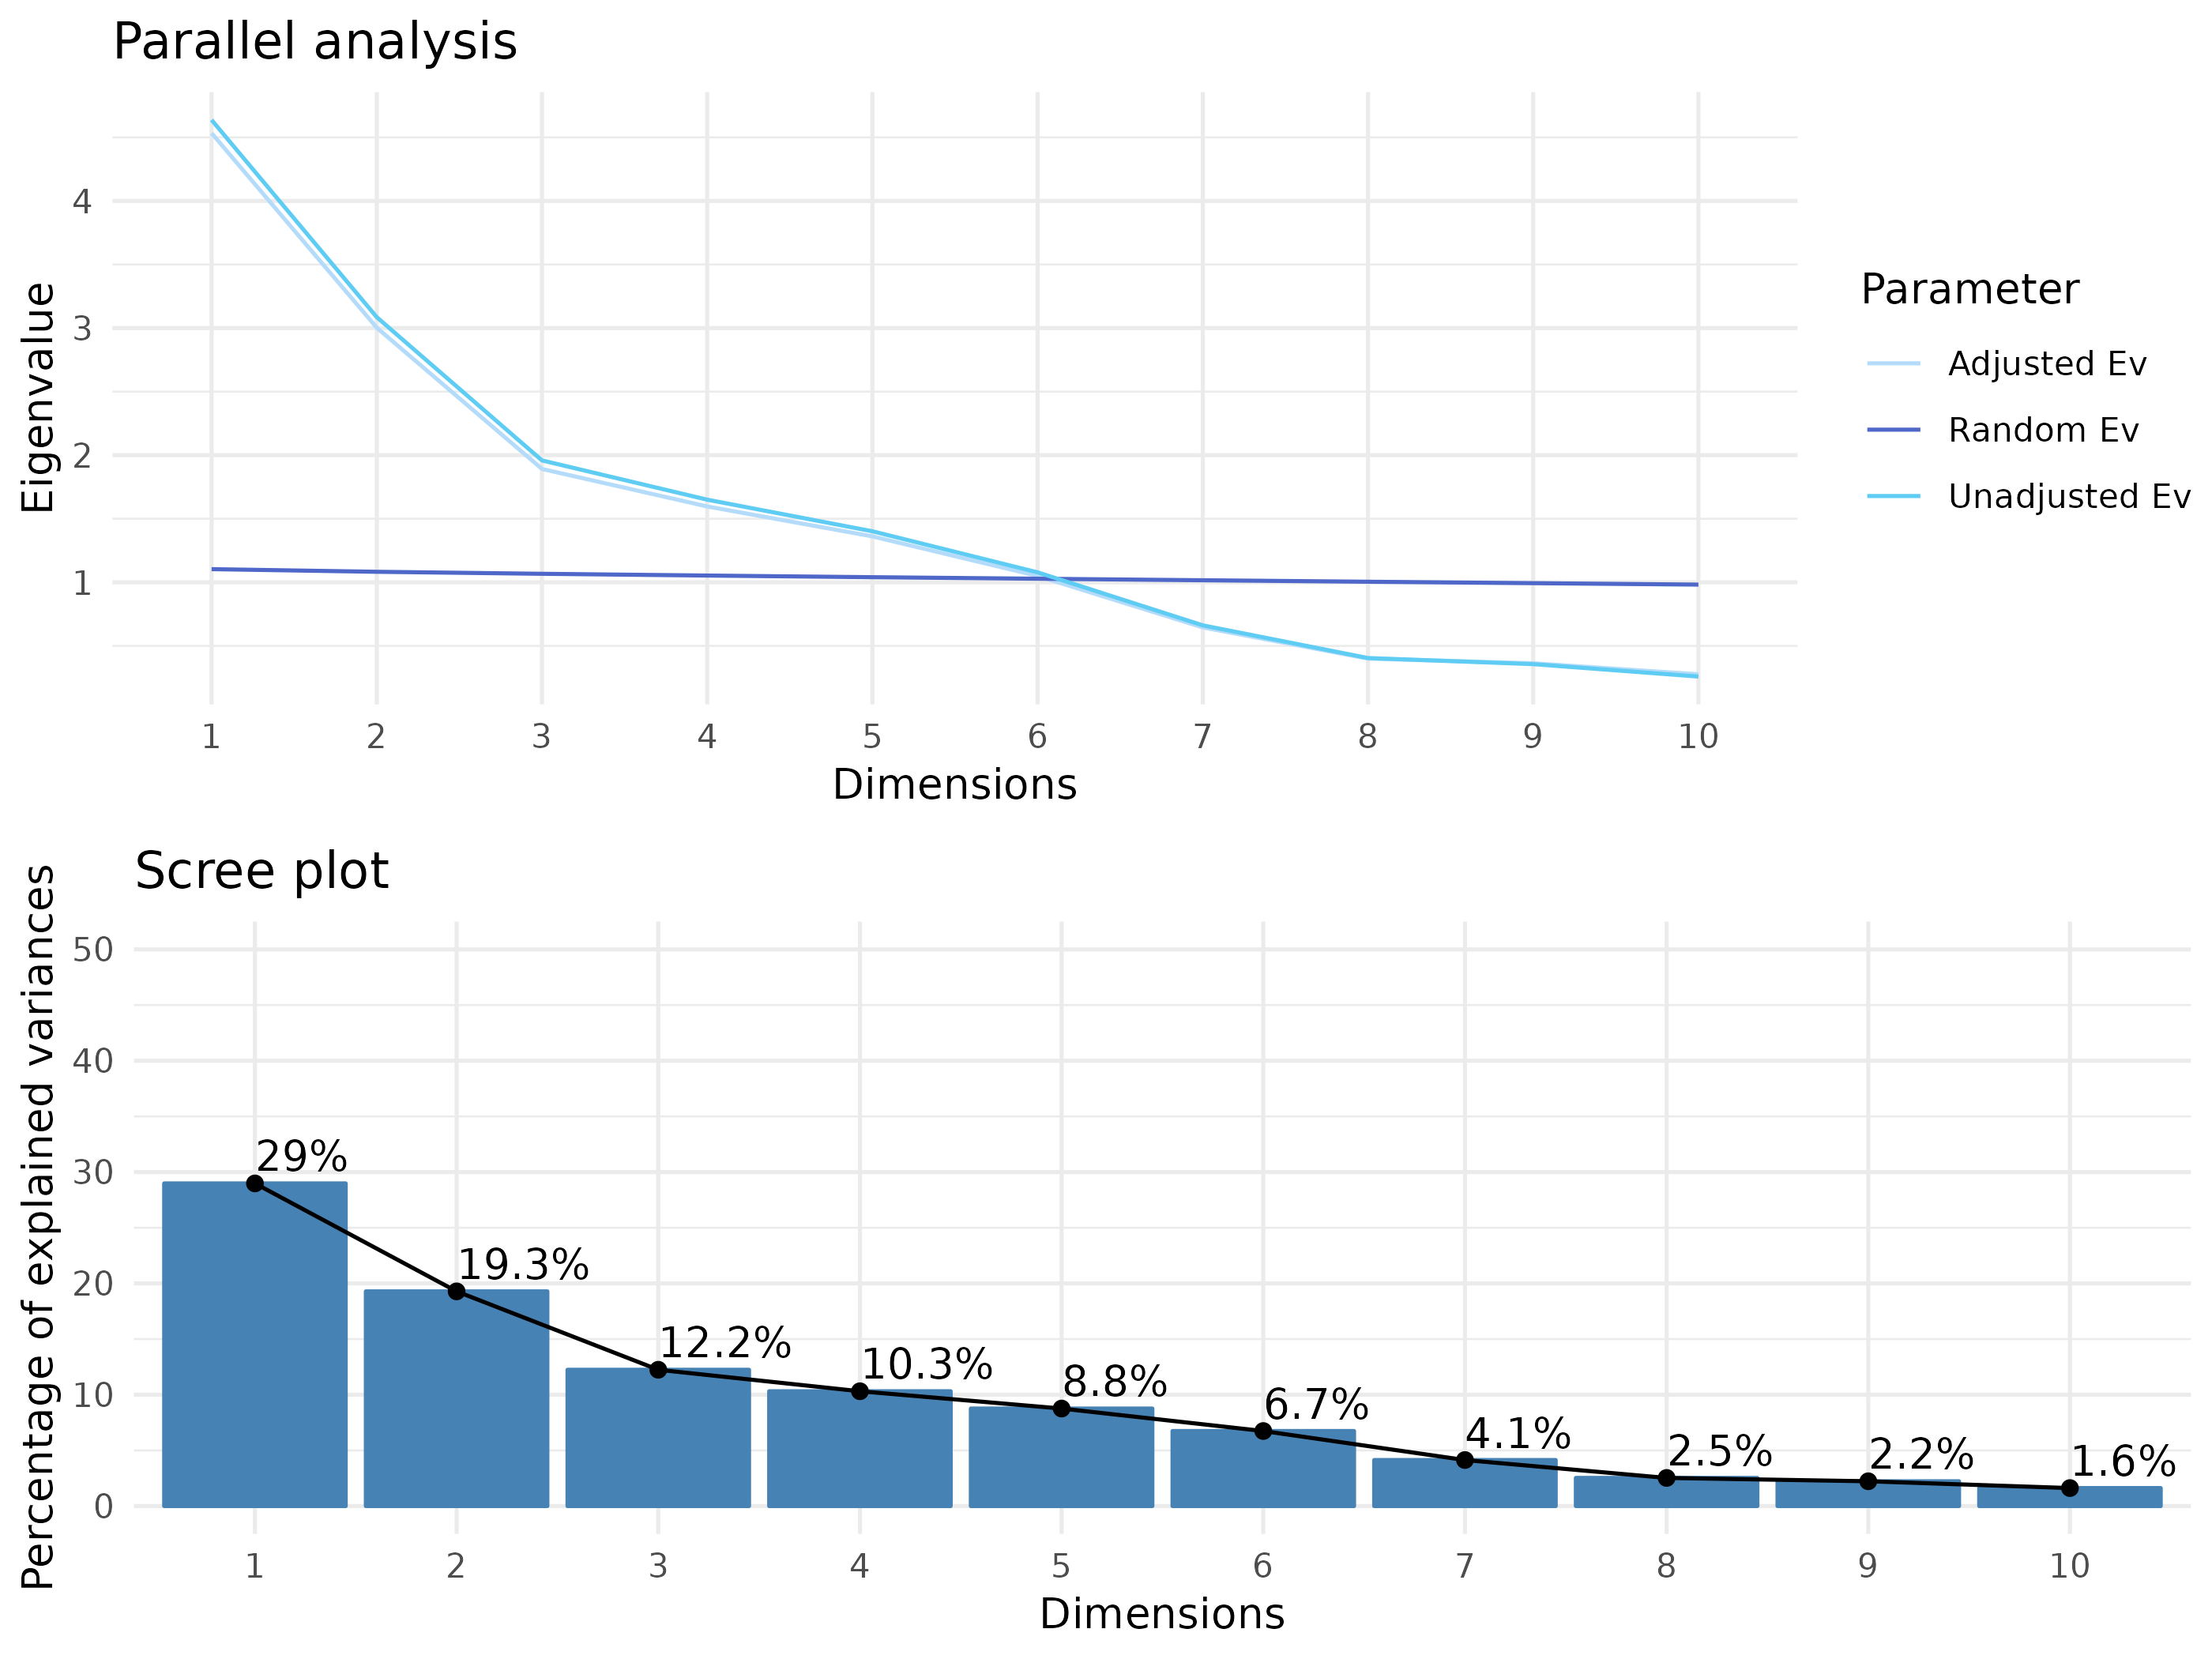 Parallel analysis
Eigenvalue
4
3
2
1
1 2 3 4 5 6 7 8 9 10
Dimensions
Parameter
Adjusted Ev
Random Ev
Unadjusted Ev
Scree plot
Percentage of explained variances
50
40
30
20
10
0
29%
19.3%
12.2%
10.3%
8.8%
6.7%
4.1%
2.5%
2.2%
1.6%
1 2 3 4 5 6 7 8 9 10
Dimensions